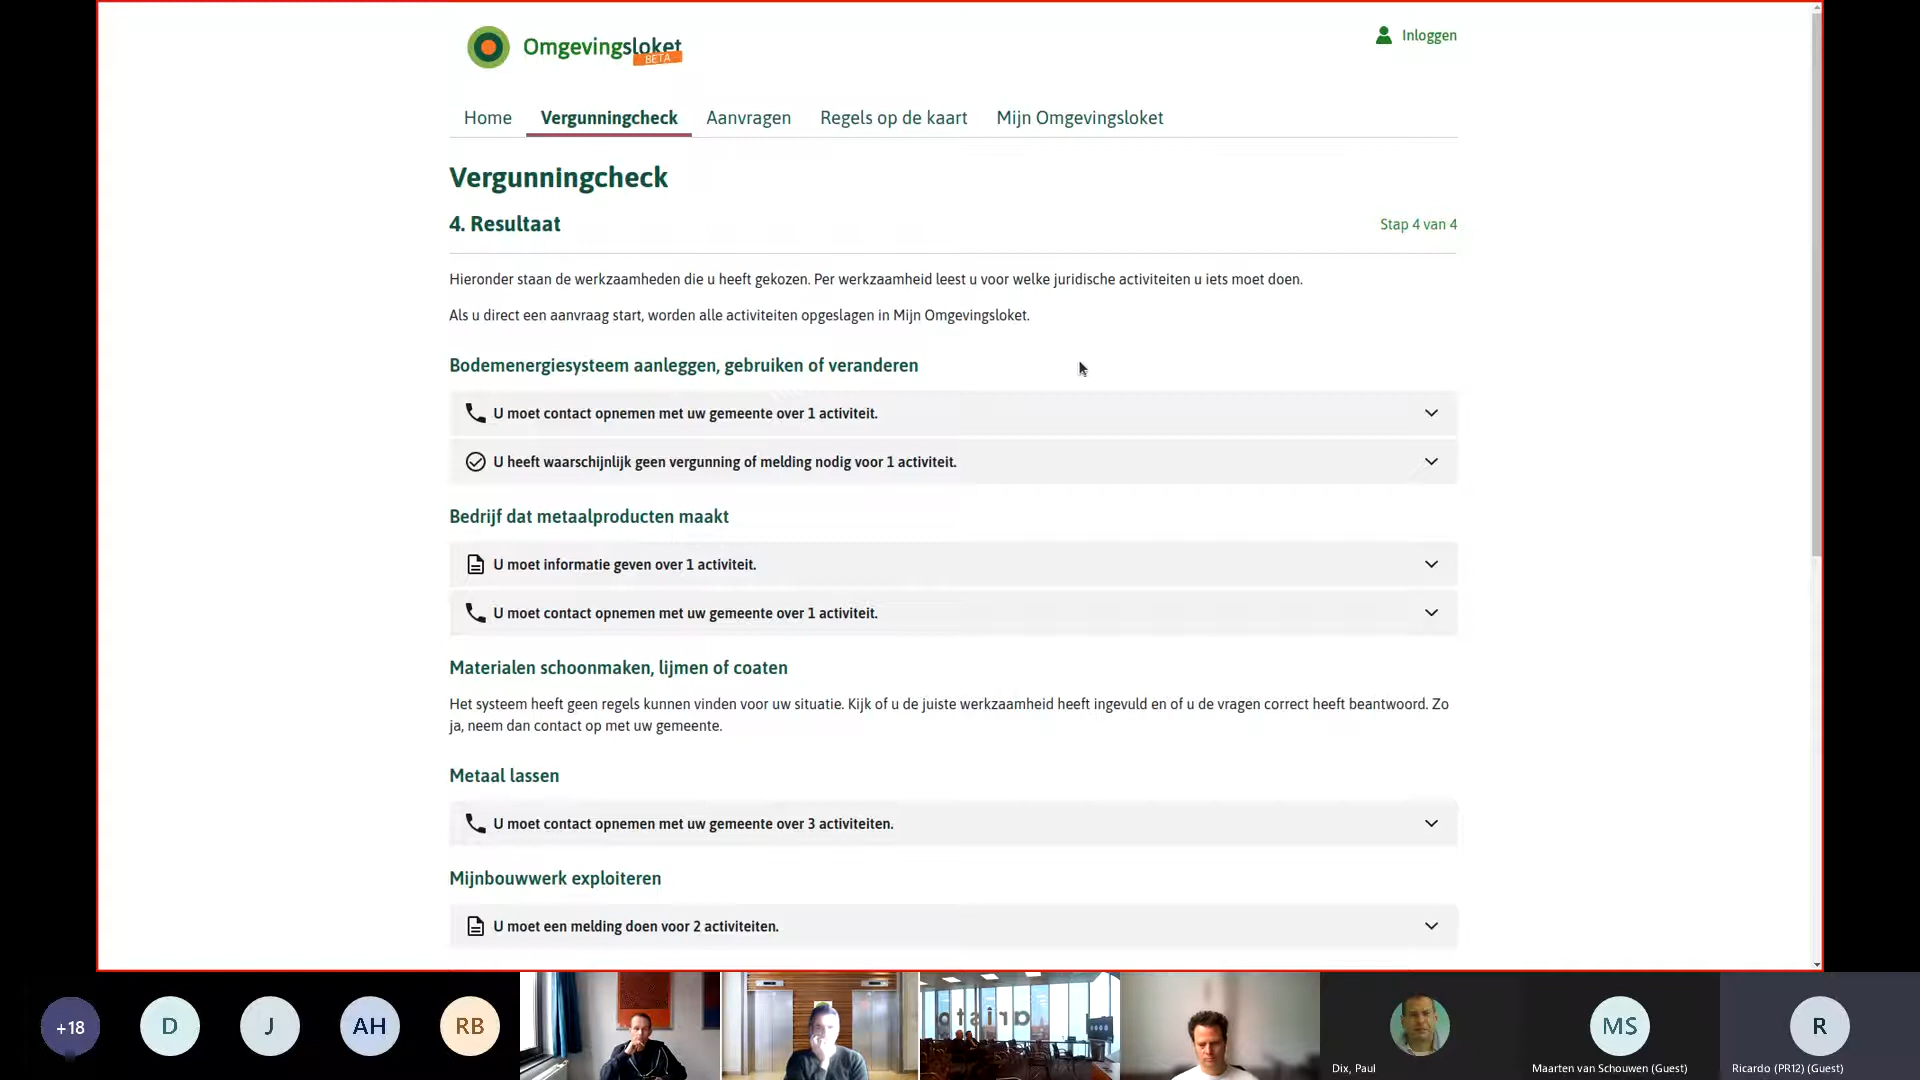 Omgevingsloket
BETA
Inloggen
Home Vergunningcheck Aanvragen Regels op de kaart Mijn Omgevingsloket
Vergunningcheck
4. Resultaat
Stap 4 van 4
Hieronder staan de werkzaamheden die u heeft gekozen. Per werkzaamheid leest u voor welke juridische activiteiten u iets moet doen.
Als u direct een aanvraag start, worden alle activiteiten opgeslagen in Mijn Omgevingsloket.
Bodemenergiesysteem aanleggen, gebruiken of veranderen
U moet contact opnemen met uw gemeente over 1 activiteit.
U heeft waarschijnlijk geen vergunning of melding nodig voor 1 activiteit.
Bedrijf dat metaalproducten maakt
U moet informatie geven over 1 activiteit.
U moet contact opnemen met uw gemeente over 1 activiteit.
Materialen schoonmaken, lijmen of coaten
Het systeem heeft geen regels kunnen vinden voor uw situatie. Kijk of u de juiste werkzaamheid heeft ingevuld en of u de vragen correct heeft beantwoord. Zo
ja, neem dan contact op met uw gemeente.
Metaal lassen
U moet contact opnemen met uw gemeente over 3 activiteiten.
Mijnbouwwerk exploiteren
U moet een melding doen voor 2 activiteiten.
+18 D J AH RB MS R
Dix, Paul Maarten van Schouwen (Guest) Ricardo (PR12) (Guest)